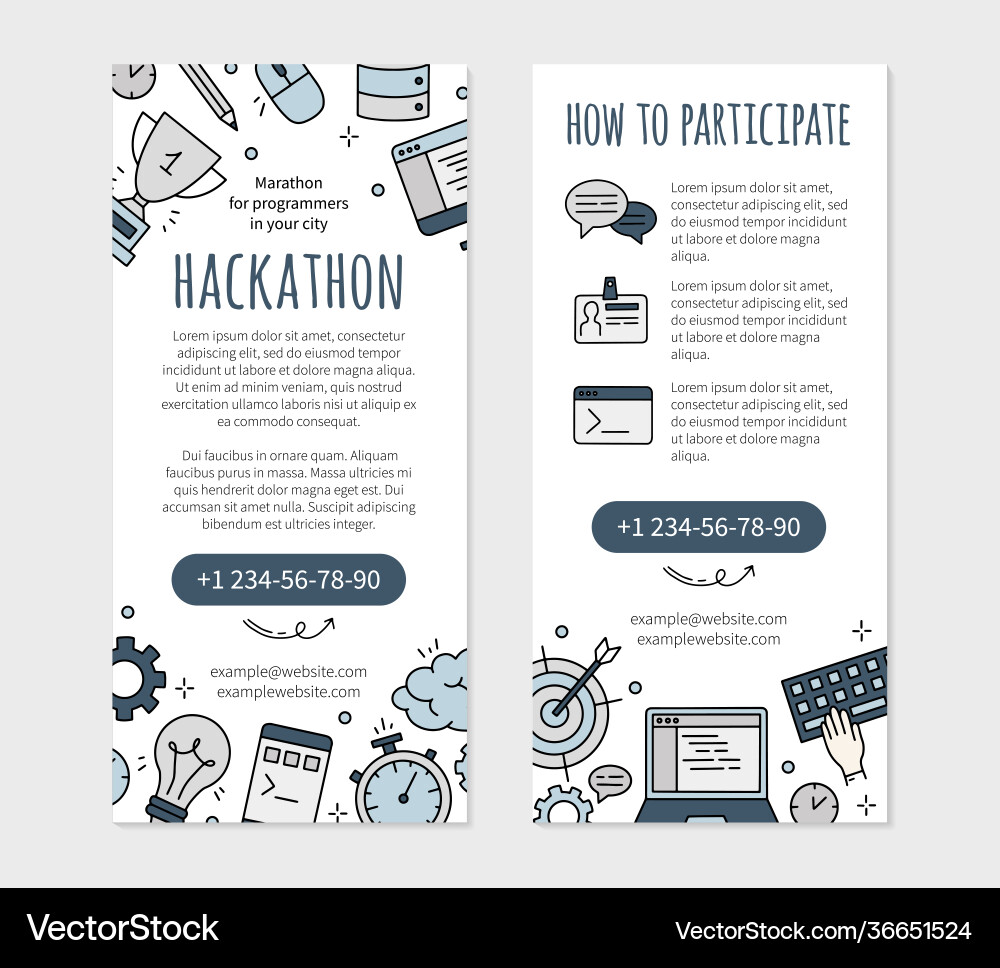 1
Marathon
for programmers
in your city
HACKATHON
Lorem ipsum dolor sit amet, consectetur
adipiscing elit, sed do eiusmod tempor
incididunt ut labore et dolore magna aliqua.
Ut enim ad minim veniam, quis nostrud
exercitation ullamco laboris nisi ut aliquip ex
ea commodo consequat.
Dui faucibus in ornare quam. Aliquam
faucibus purus in massa. Massa ultricies mi
quis hendrerit dolor magna eget est. Dui
accumsan sit amet nulla. Suscipit adipiscing
bibendum est ultricies integer.
+1 234-56-78-90
example@website.com
examplewebsite.com
HOW TO PARTICIPATE
Lorem ipsum dolor sit amet,
consectetur adipiscing elit, sed
do eiusmod tempor incididunt
ut labore et dolore magna
aliqua.
Lorem ipsum dolor sit amet,
consectetur adipiscing elit, sed
do eiusmod tempor incididunt
ut labore et dolore magna
aliqua.
Lorem ipsum dolor sit amet,
consectetur adipiscing elit, sed
do eiusmod tempor incididunt
ut labore et dolore magna
aliqua.
+1 234-56-78-90
example@website.com
examplewebsite.com
VectorStock
VectorStock.com/36651524